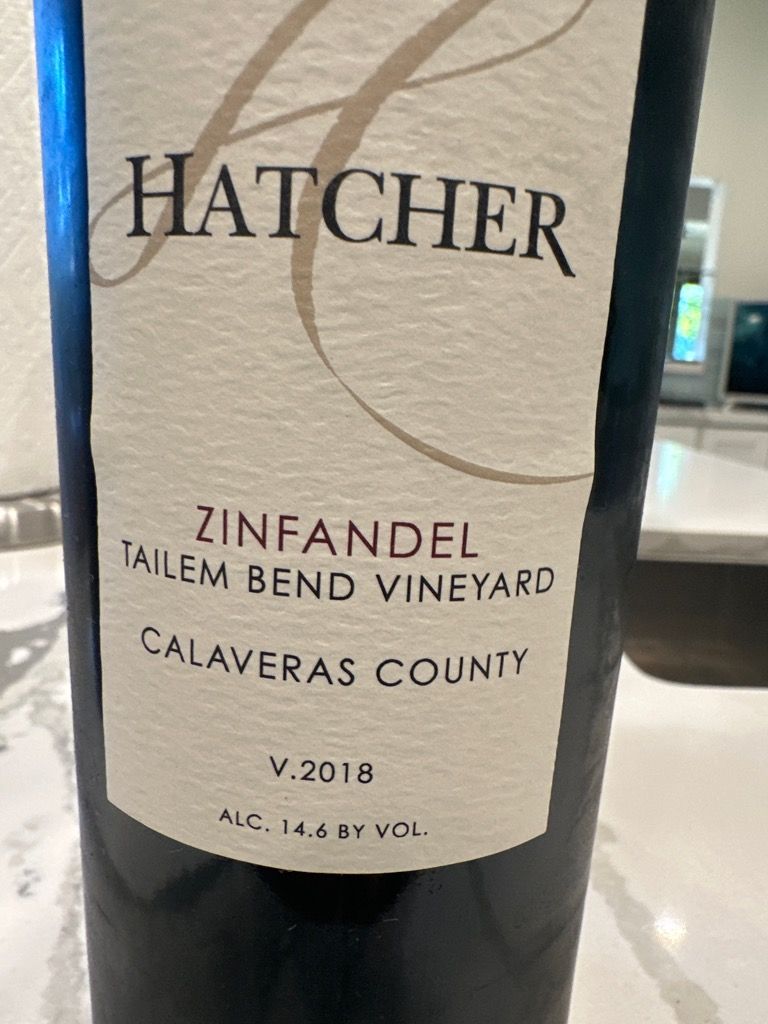 HATCHER
ZINFANDEL
TAILEM BEND VINEYARD
CALAVERAS COUNTY
V.2018
ALC. 14.6 BY VOL.